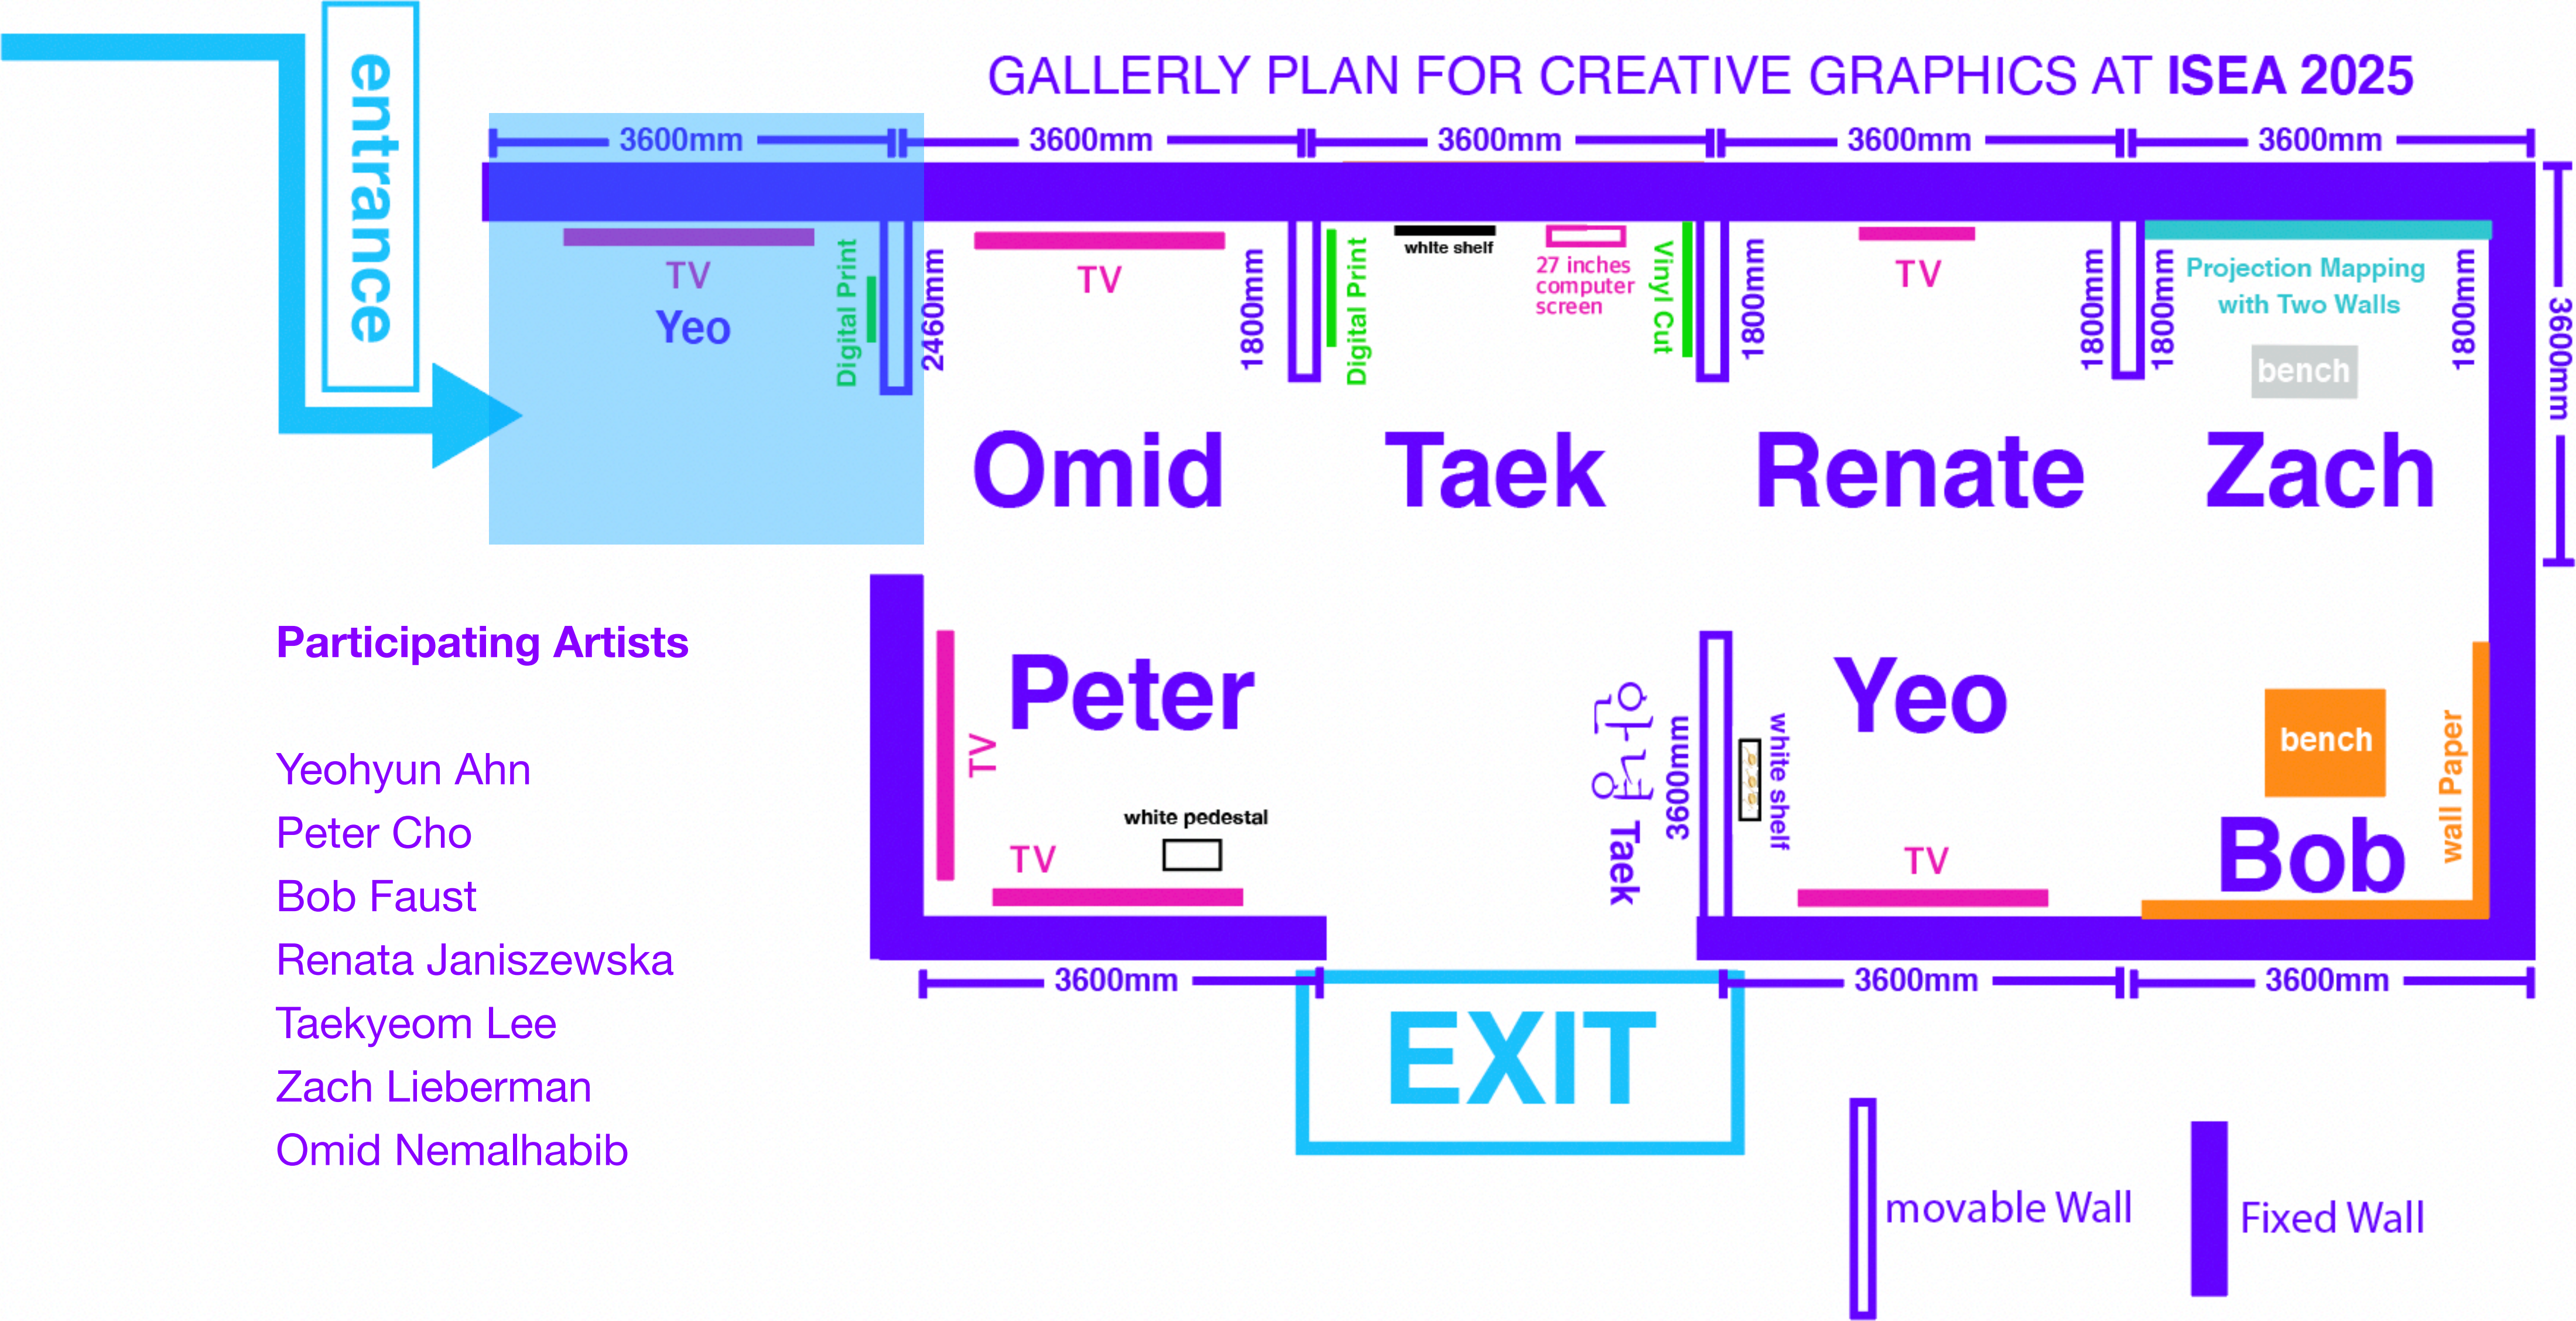 entrance
GALLERLY PLAN FOR CREATIVE GRAPHICS AT ISEA 2025
3600mm
3600mm
3600mm
3600mm
3600mm
TV
Yeo
Digital Print
2460mm
TV
1800mm
Digital Print
white shelf
27 inches
computer
screen
Vinyl Cut
1800mm
TV
1800mm
1800mm
Projection Mapping
with Two Walls
1800mm
bench
3600mm
Omid
Taek
Renate
Zach
Participating Artists
Yeohyun Ahn
Peter Cho
Bob Faust
Renata Janiszewska
Taekyeom Lee
Zach Lieberman
Omid Nemalhabib
Peter
TV
white pedestal
TV
안녕 Taek
3600mm
white shelf
Yeo
TV
bench
Bob
wall Paper
3600mm
3600mm
3600mm
EXIT
movable Wall
Fixed Wall